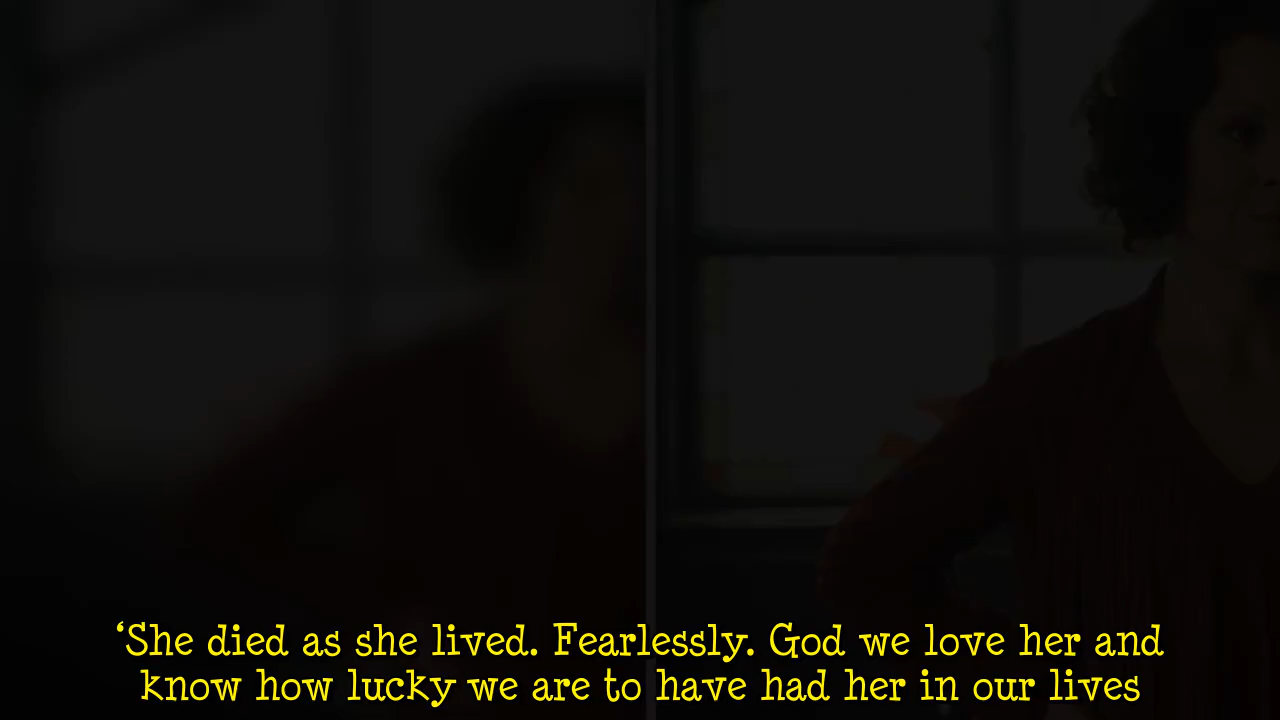 ‘She died as she lived. Fearlessly. God we love her and
know how lucky we are to have had her in our lives